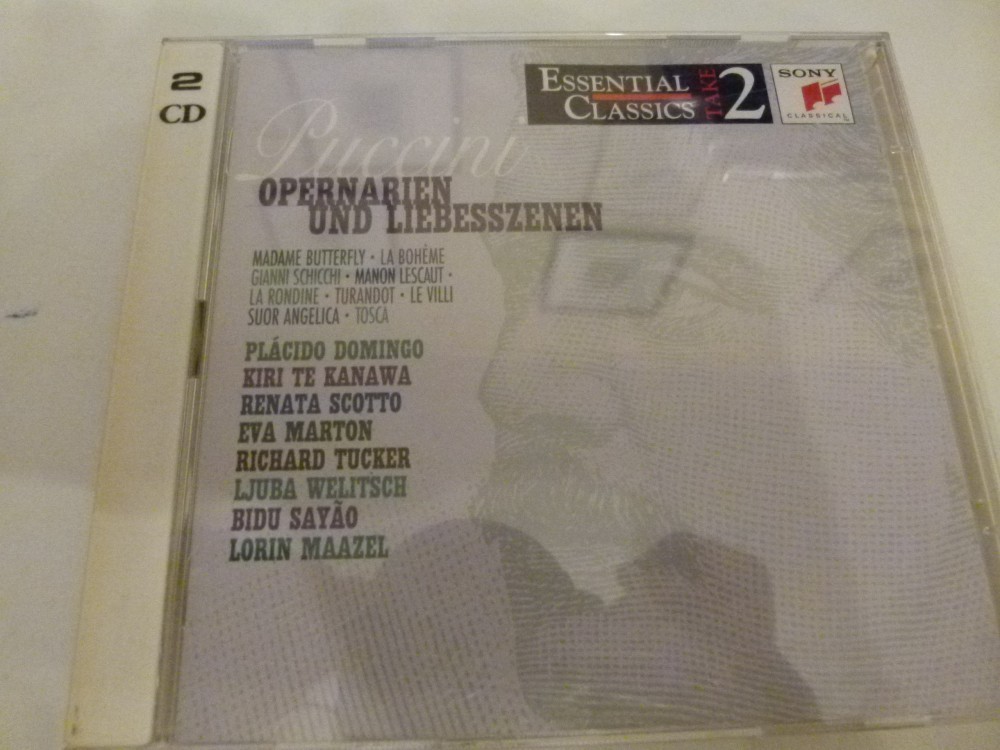 2
CD
ESSENTIAL
CLASSICS
TAKE
2
SONY
CLASSICAL
Puccini
OPERNARIEN
UND LIEBESSZENEN
MADAME BUTTERFLY · LA BOHÈME
GIANNI SCHICCHI · MANON LESCAUT ·
LA RONDINE · TURANDOT · LE VILLI
SUOR ANGELICA · TOSCA
PLÁCIDO DOMINGO
KIRI TE KANAWA
RENATA SCOTTO
EVA MARTON
RICHARD TUCKER
LJUBA WELITSCH
BIDU SAYÃO
LORIN MAAZEL